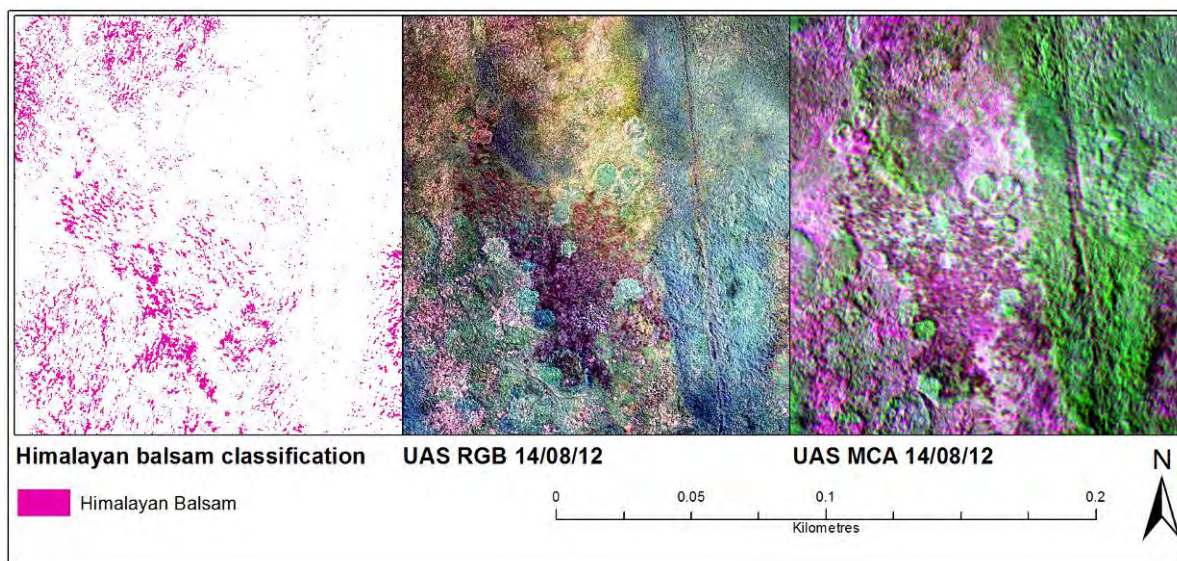 Himalayan balsam classification
UAS RGB 14/08/12
UAS MCA 14/08/12
N
Himalayan Balsam
0 0.05 0.1 0.2
Kilometres